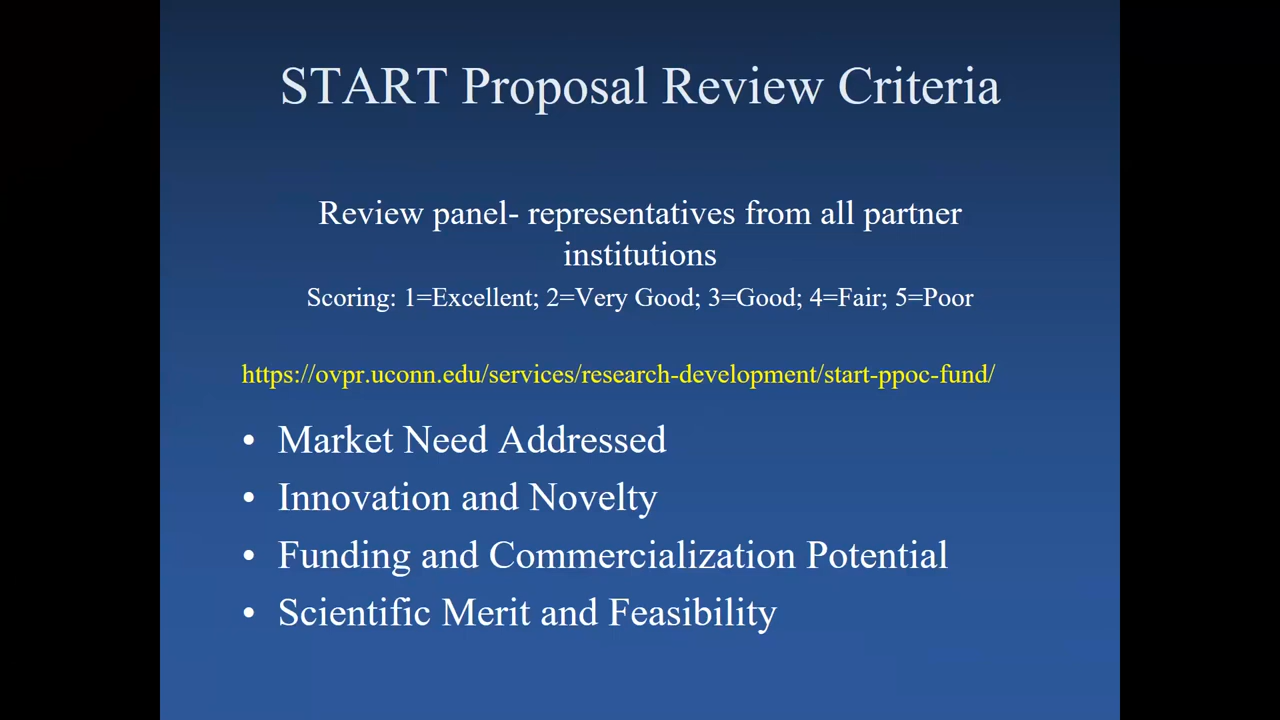 START Proposal Review Criteria
Review panel- representatives from all partner
institutions
Scoring: 1=Excellent; 2=Very Good; 3=Good; 4=Fair; 5=Poor
https://ovpr.uconn.edu/services/research-development/start-ppoc-fund/
• Market Need Addressed
• Innovation and Novelty
• Funding and Commercialization Potential
• Scientific Merit and Feasibility